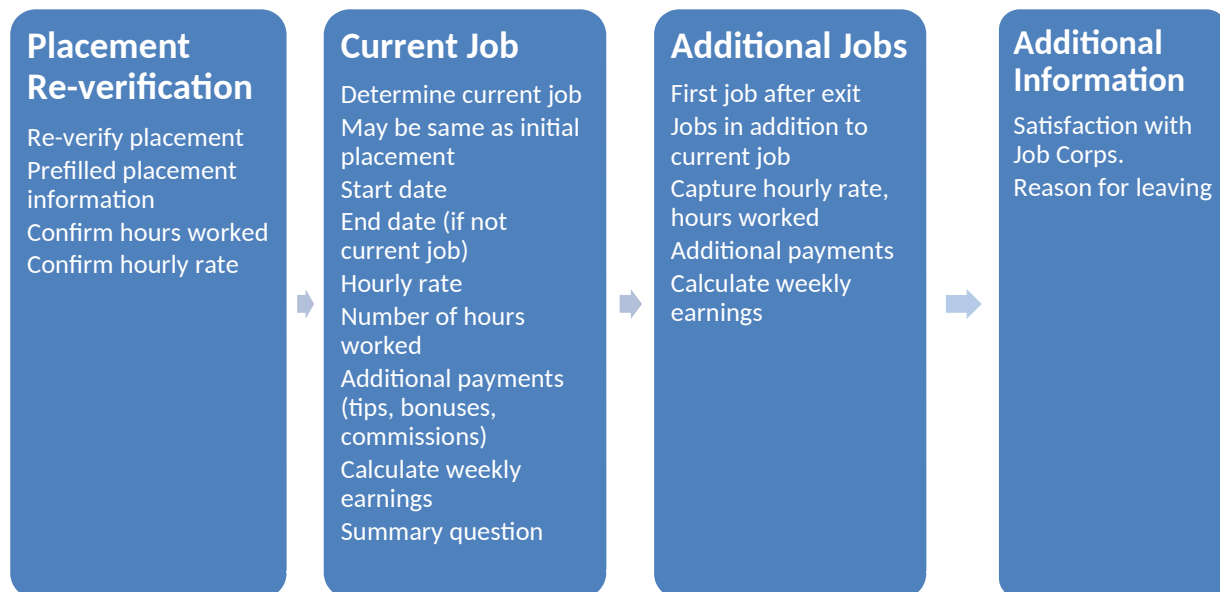 Placement
Re-verification
Re-verify placement
Prefilled placement
information
Confirm hours worked
Confirm hourly rate
Current Job
Determine current job
May be same as initial
placement
Start date
End date (if not
current job)
Hourly rate
Number of hours
worked
Additional payments
(tips, bonuses,
commissions)
Calculate weekly
earnings
Summary question
Additional Jobs
First job after exit
Jobs in addition to
current job
Capture hourly rate,
hours worked
Additional payments
Calculate weekly
earnings
Additional
Information
Satisfaction with
Job Corps.
Reason for leaving